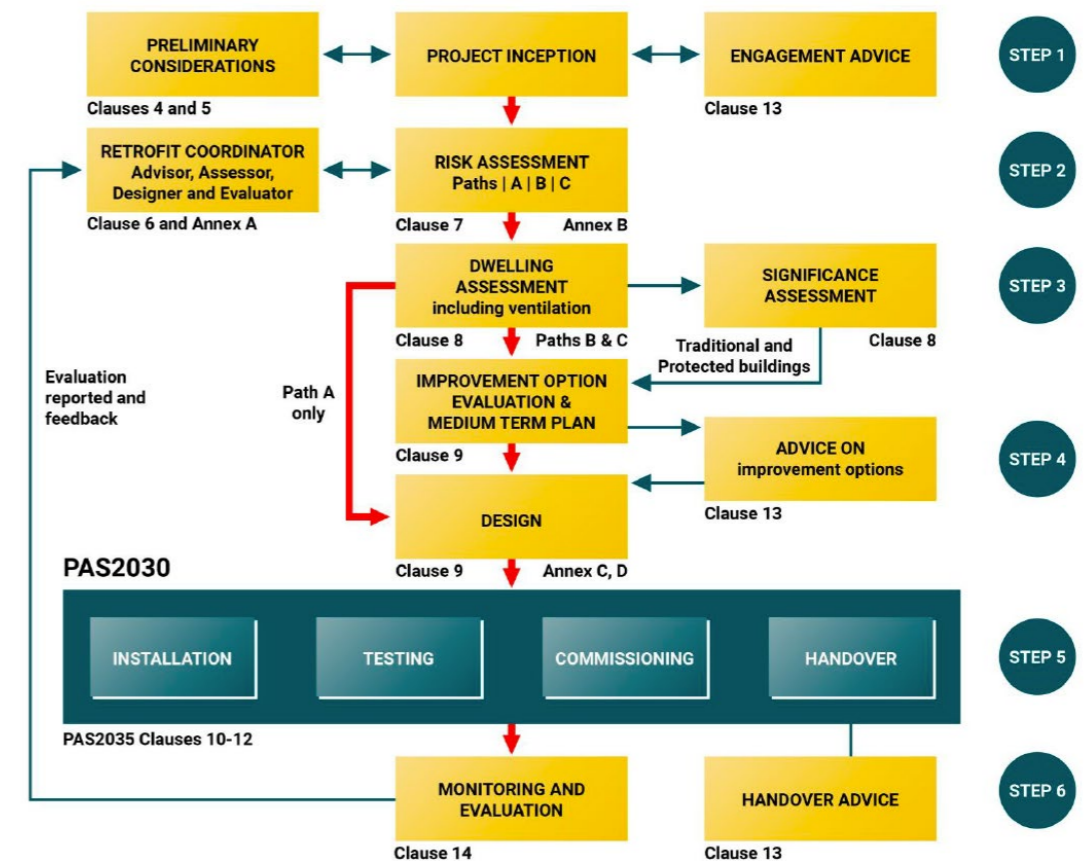 PRELIMINARY
CONSIDERATIONS
PROJECT INCEPTION
ENGAGEMENT ADVICE
STEP 1
Clauses 4 and 5
Clause 13
RETROFIT COORDINATOR
Advisor, Assessor,
Designer and Evaluator
RISK ASSESSMENT
Paths | A | B | C
STEP 2
Clause 6 and Annex A
Clause 7
Annex B
DWELLING
ASSESSMENT
including ventilation
SIGNIFICANCE
ASSESSMENT
STEP 3
Clause 8
Paths B & C
Clause 8
Traditional and
Protected buildings
Evaluation
reported and
feedback
Path A
only
IMPROVEMENT OPTION
EVALUATION &
MEDIUM TERM PLAN
Clause 9
ADVICE ON
improvement options
STEP 4
Clause 13
DESIGN
Clause 9
Annex C, D
PAS2030
INSTALLATION
TESTING
COMMISSIONING
HANDOVER
STEP 5
PAS2035 Clauses 10-12
MONITORING AND
EVALUATION
HANDOVER ADVICE
STEP 6
Clause 14
Clause 13